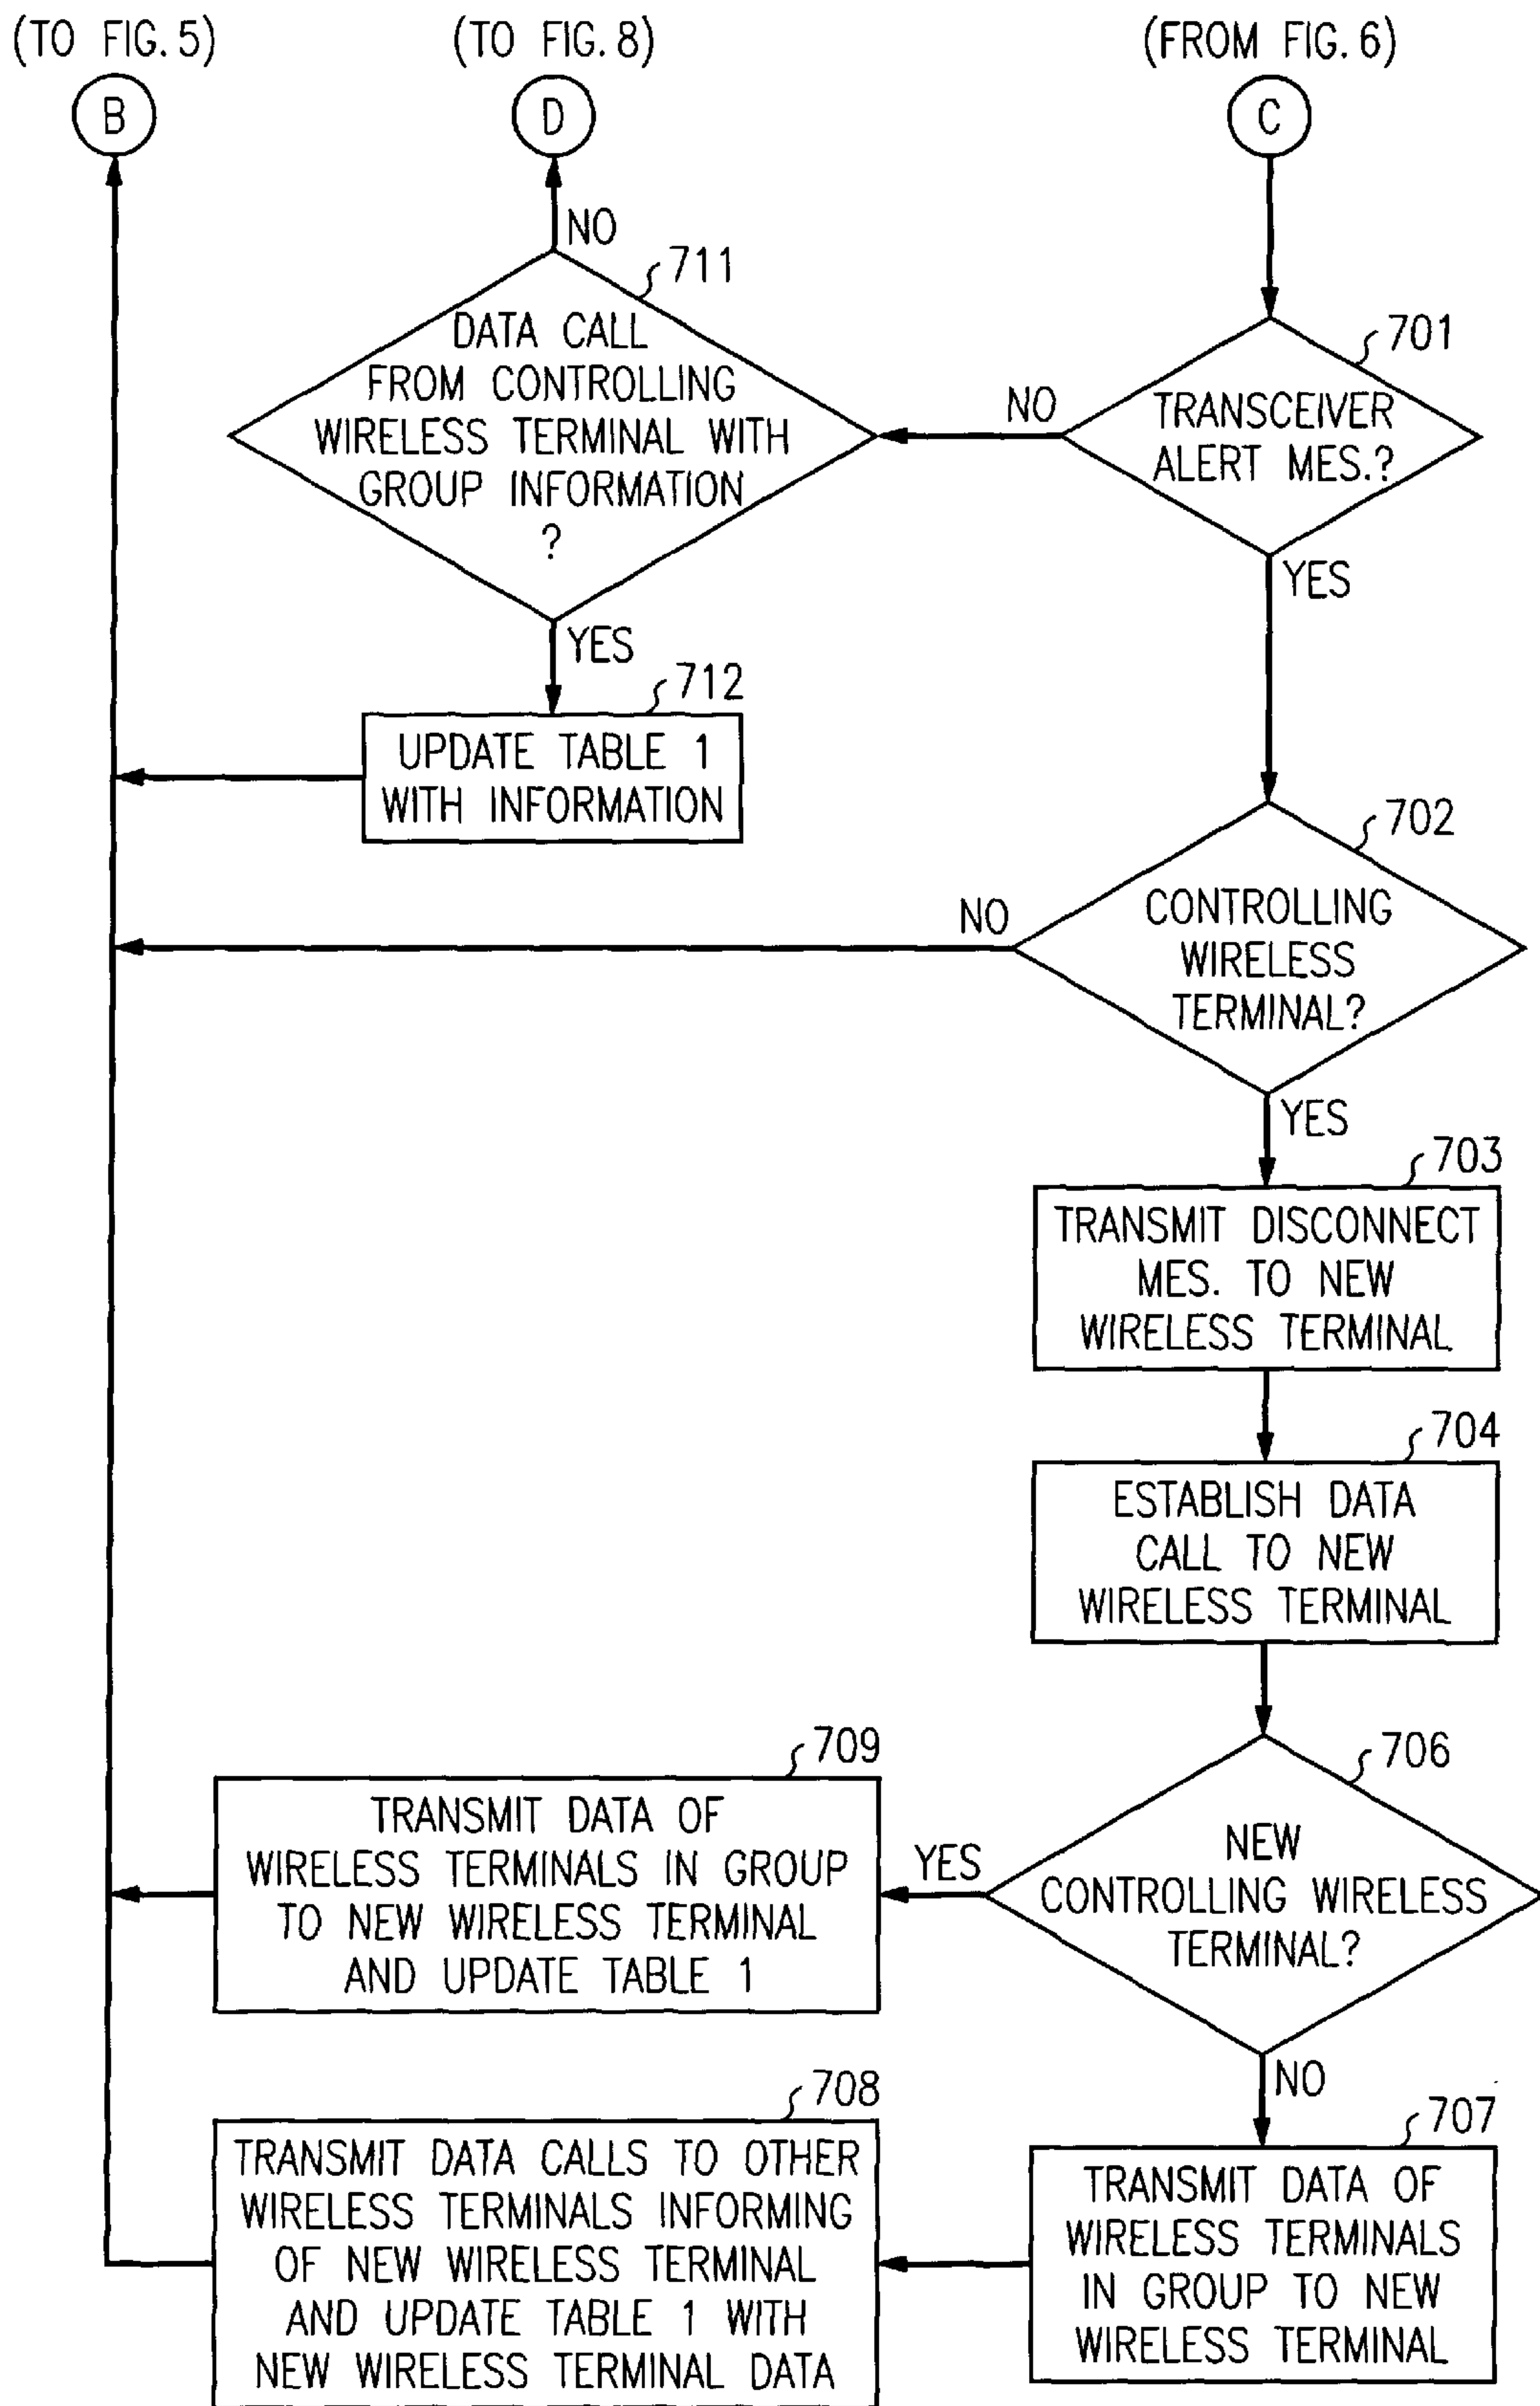 (TO FIG. 5)
(TO FIG. 8)
(FROM FIG. 6)
B
D
C
NO
711
DATA CALL
FROM CONTROLLING
WIRELESS TERMINAL WITH
GROUP INFORMATION
?
NO
701
TRANSCEIVER
ALERT MES.?
YES
YES
712
UPDATE TABLE 1
WITH INFORMATION
702
NO
CONTROLLING
WIRELESS
TERMINAL?
YES
703
TRANSMIT DISCONNECT
MES. TO NEW
WIRELESS TERMINAL
704
ESTABLISH DATA
CALL TO NEW
WIRELESS TERMINAL
706
NEW
CONTROLLING WIRELESS
TERMINAL?
YES
709
TRANSMIT DATA OF
WIRELESS TERMINALS IN GROUP
TO NEW WIRELESS TERMINAL
AND UPDATE TABLE 1
NO
707
TRANSMIT DATA OF
WIRELESS TERMINALS
IN GROUP TO NEW
WIRELESS TERMINAL
708
TRANSMIT DATA CALLS TO OTHER
WIRELESS TERMINALS INFORMING
OF NEW WIRELESS TERMINAL
AND UPDATE TABLE 1 WITH
NEW WIRELESS TERMINAL DATA